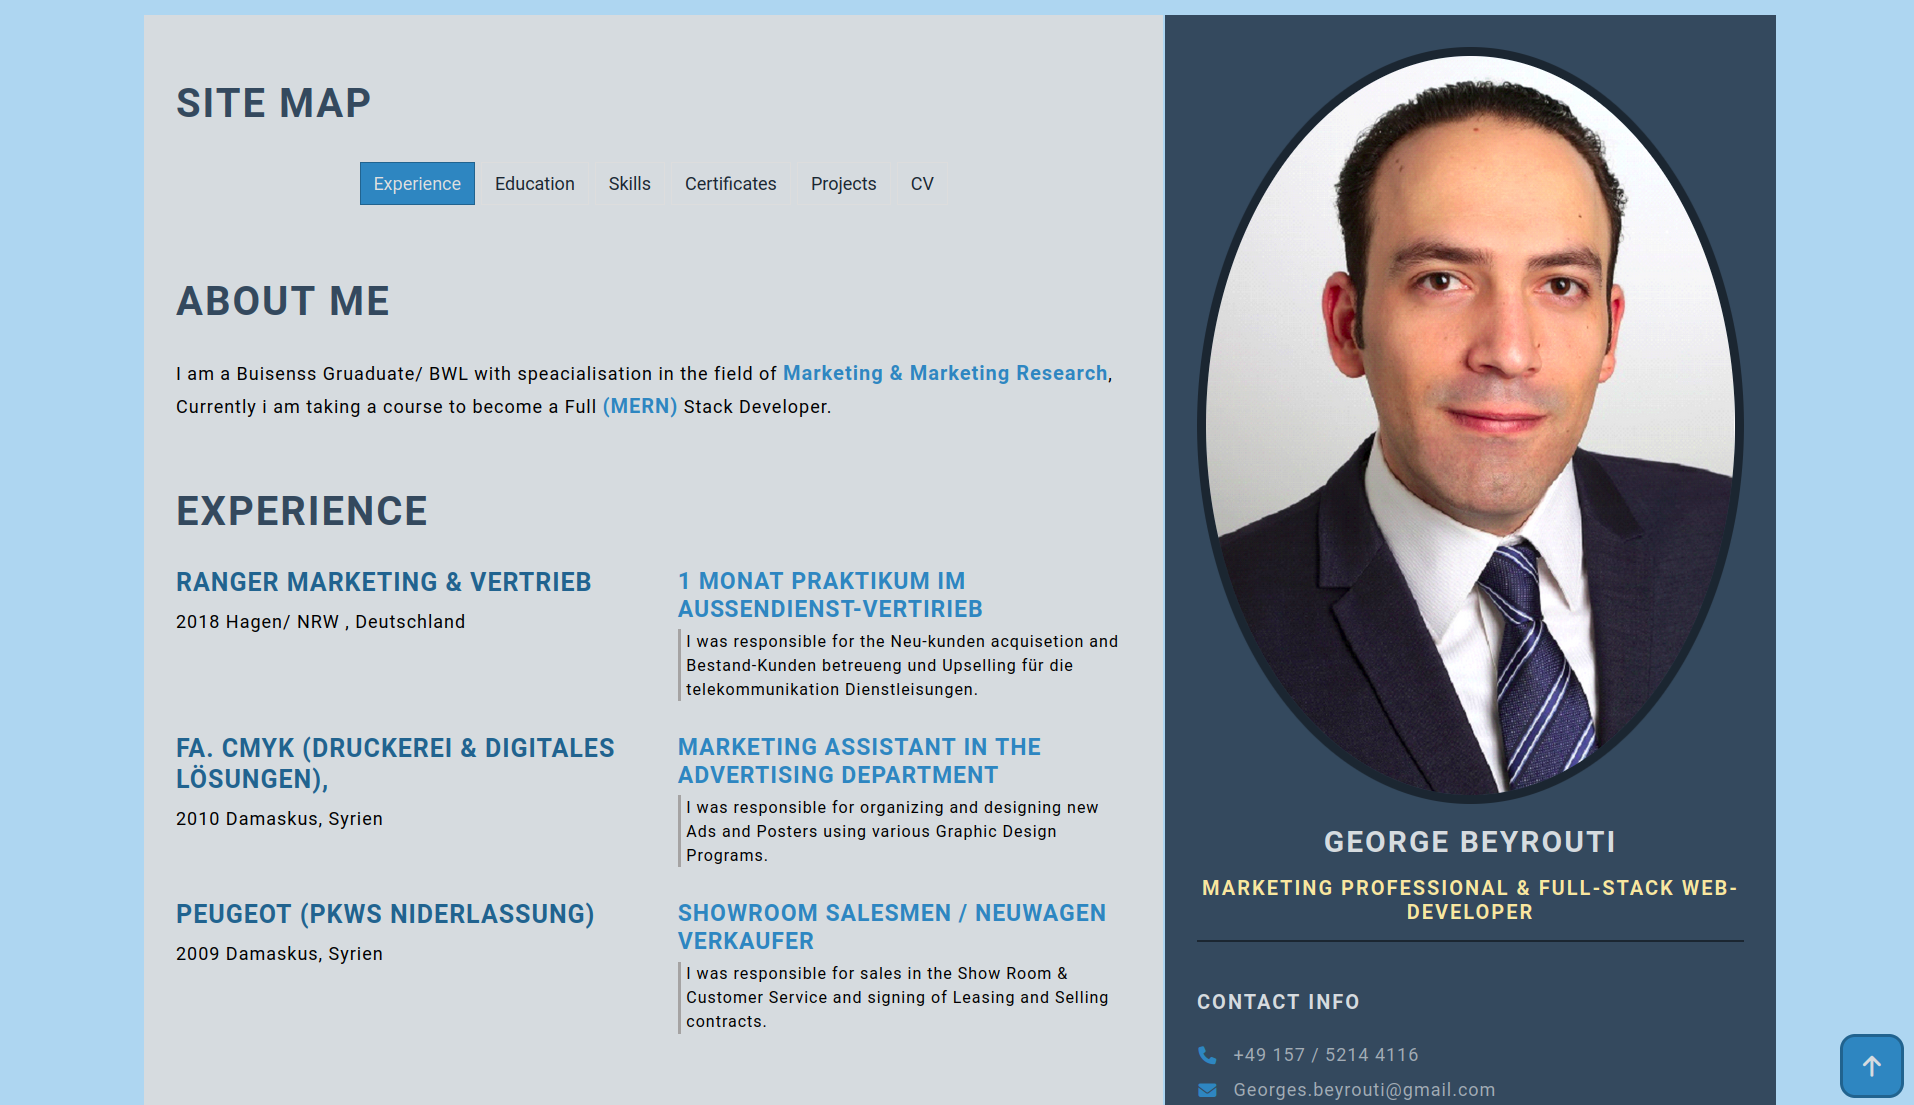 SITE MAP
Experience Education Skills Certificates Projects CV
ABOUT ME
I am a Buisenss Gruaduate/ BWL with speacialisation in the field of Marketing & Marketing Research,
Currently i am taking a course to become a Full (MERN) Stack Developer.
EXPERIENCE
RANGER MARKETING & VERTRIEB
2018 Hagen/ NRW , Deutschland
1 MONAT PRAKTIKUM IM
AUSSENDIENST-VERTIRIEB
I was responsible for the Neu-kunden acquisetion and
Bestand-Kunden betreueng und Upselling für die
telekommunikation Dienstleisungen.
FA. CMYK (DRUCKEREI & DIGITALES
LÖSUNGEN),
2010 Damaskus, Syrien
MARKETING ASSISTANT IN THE
ADVERTISING DEPARTMENT
I was responsible for organizing and designing new
Ads and Posters using various Graphic Design
Programs.
PEUGEOT (PKWS NIDERLASSUNG)
2009 Damaskus, Syrien
SHOWROOM SALESMEN / NEUWAGEN
VERKAUFER
I was responsible for sales in the Show Room &
Customer Service and signing of Leasing and Selling
contracts.
GEORGE BEYROUTI
MARKETING PROFESSIONAL & FULL-STACK WEB-
DEVELOPER
CONTACT INFO
+49 157 / 5214 4116
Georges.beyrouti@gmail.com